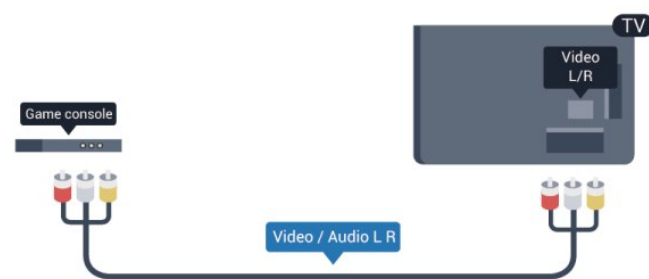 TV
Video
L/R
Game console
Video / Audio L R